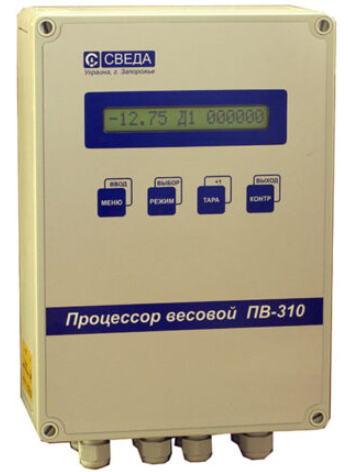 СВЕДА
Украина, г. Запорожье
-12.75 Д1 000000
ВВОД ВЫБОР +1 ВЫХОД
МЕНЮ РЕЖИМ ТАРА КОНТР
Процессор весовой ПВ-310